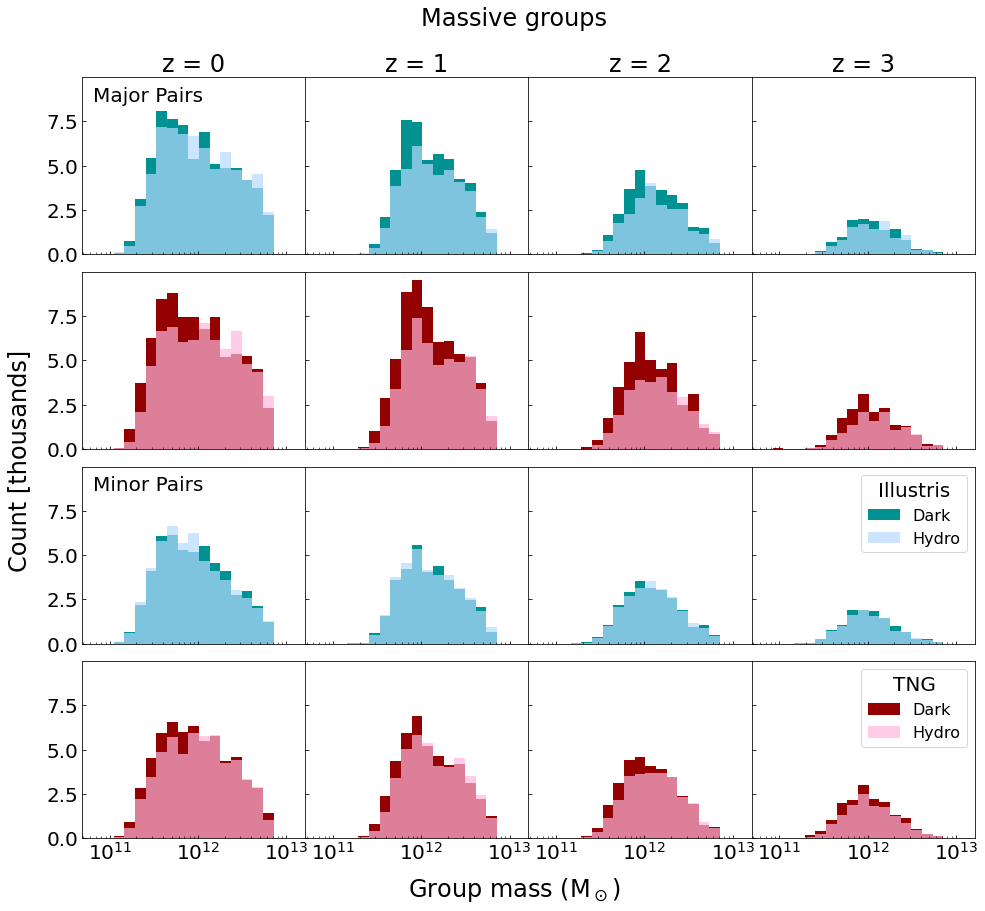 Massive groups
z = 0 z = 1 z = 2 z = 3
Major Pairs
7.5
5.0
2.5
0.0
7.5
5.0
2.5
0.0
Count [thousands]
Minor Pairs
7.5
5.0
2.5
0.0
Illustris
Dark
Hydro
7.5
5.0
2.5
0.0
TNG
Dark
Hydro
10¹¹ 10¹² 10¹³ 10¹¹ 10¹² 10¹³ 10¹¹ 10¹² 10¹³ 10¹¹ 10¹² 10¹³
Group mass (M⊙)